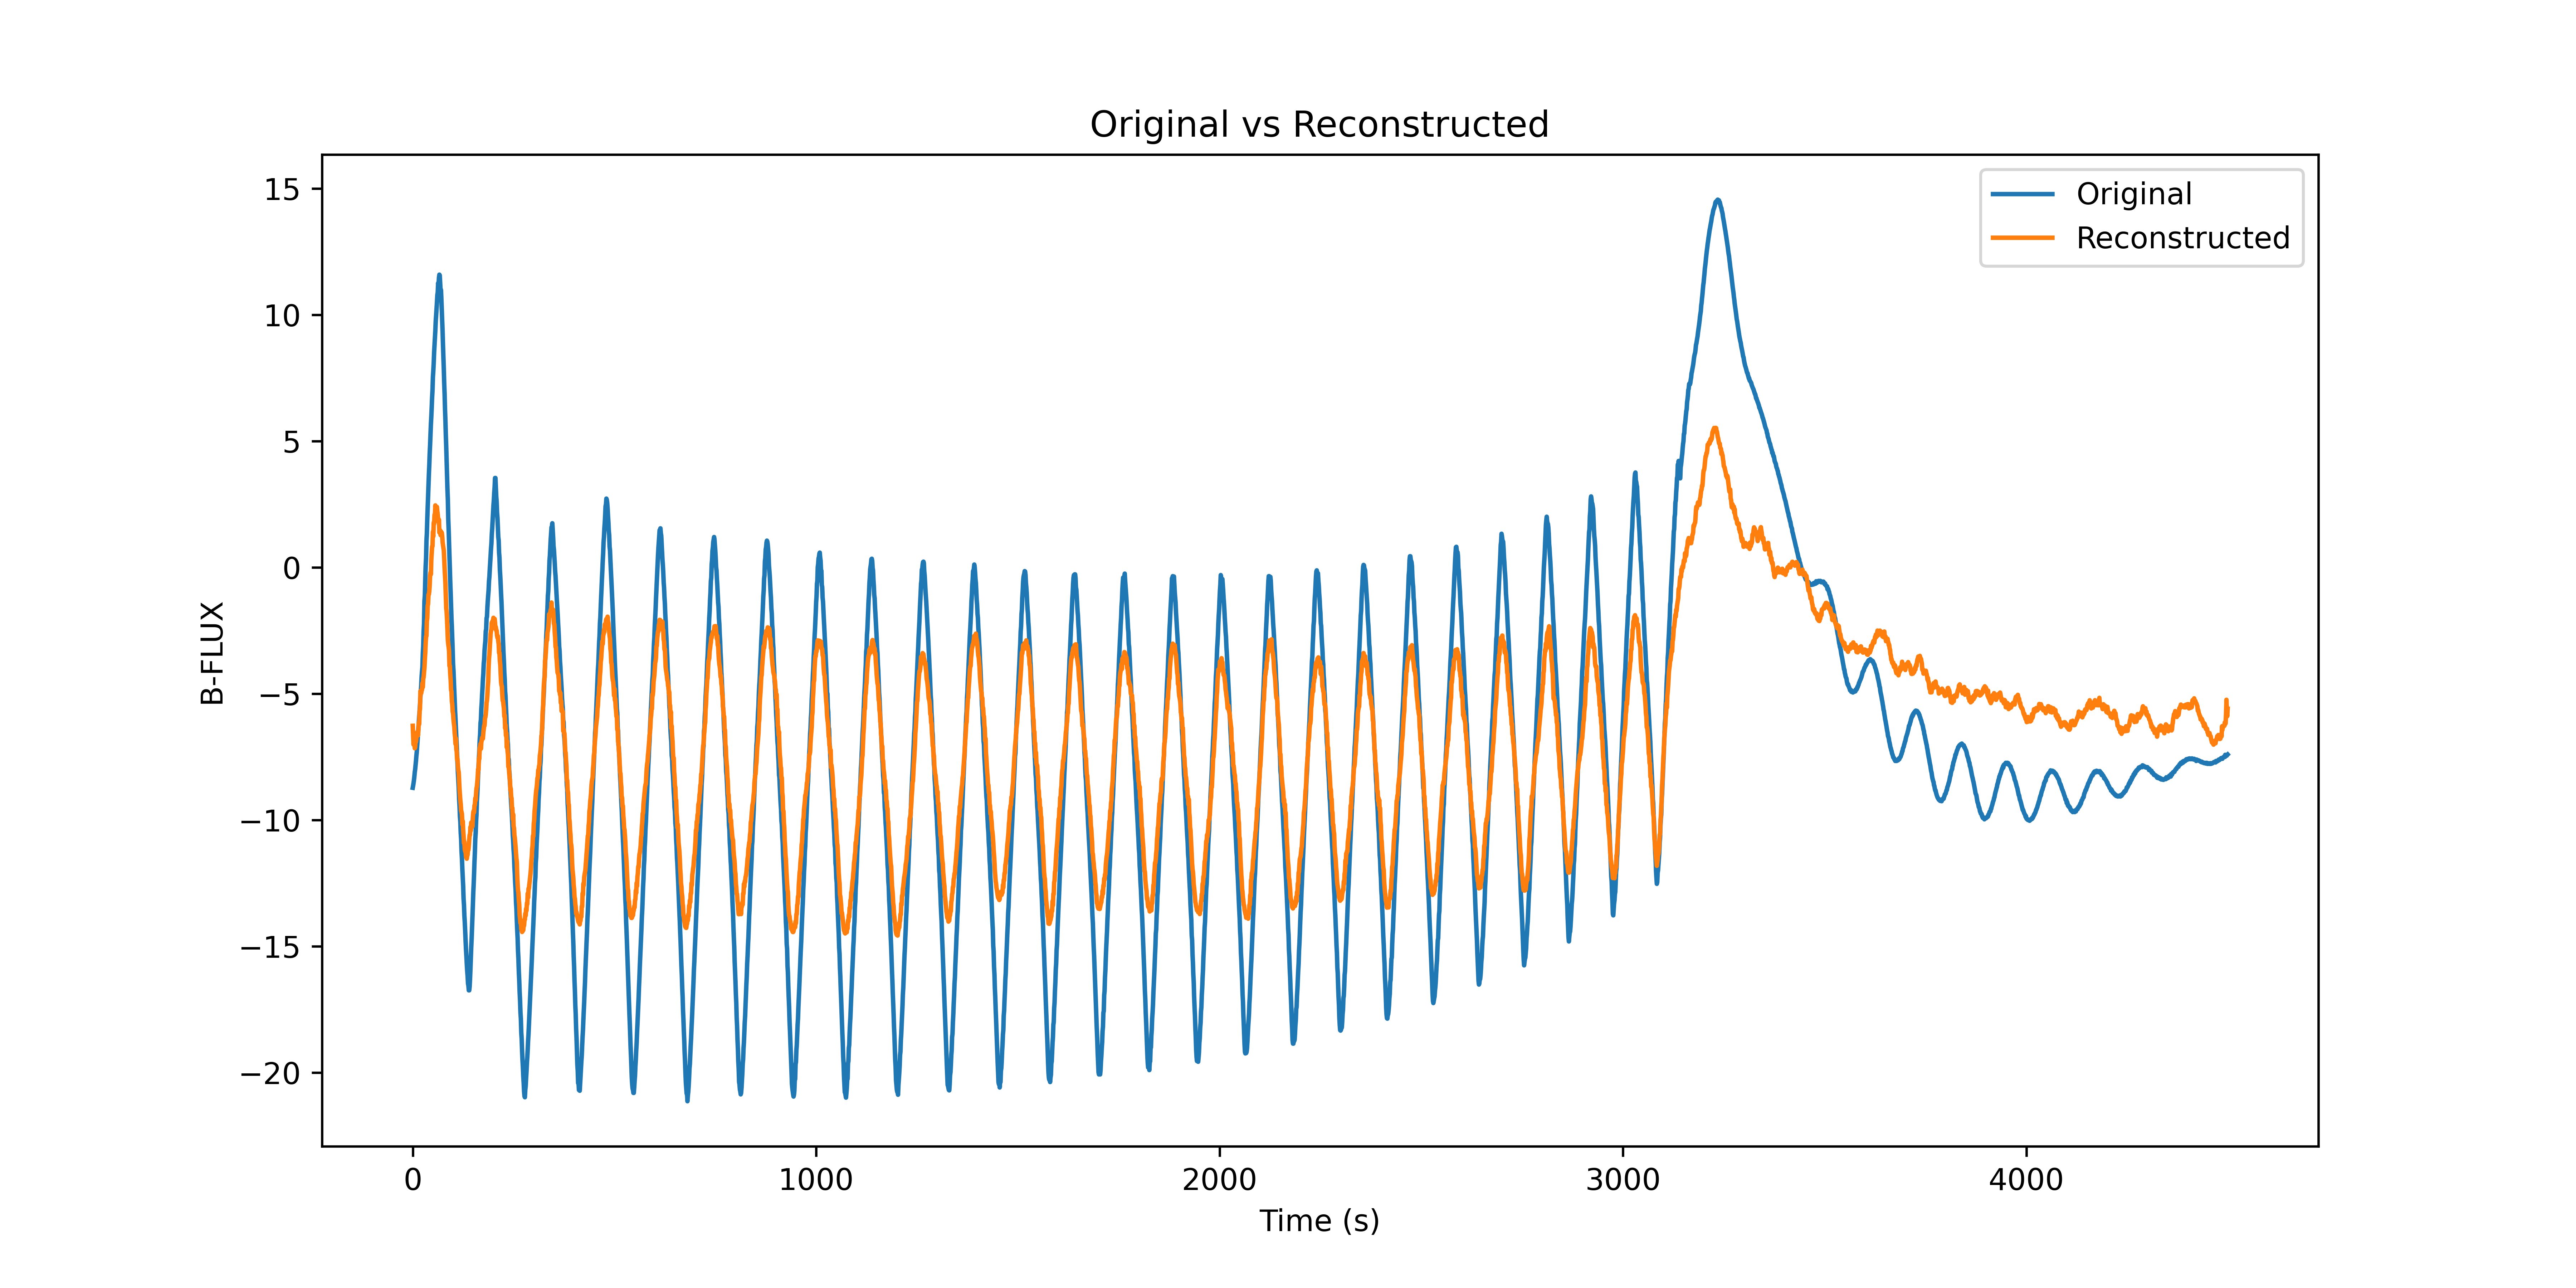 Original vs Reconstructed
Original
Reconstructed
15
10
5
0
−5
−10
−15
−20
B-FLUX
0
1000
2000
3000
4000
Time (s)